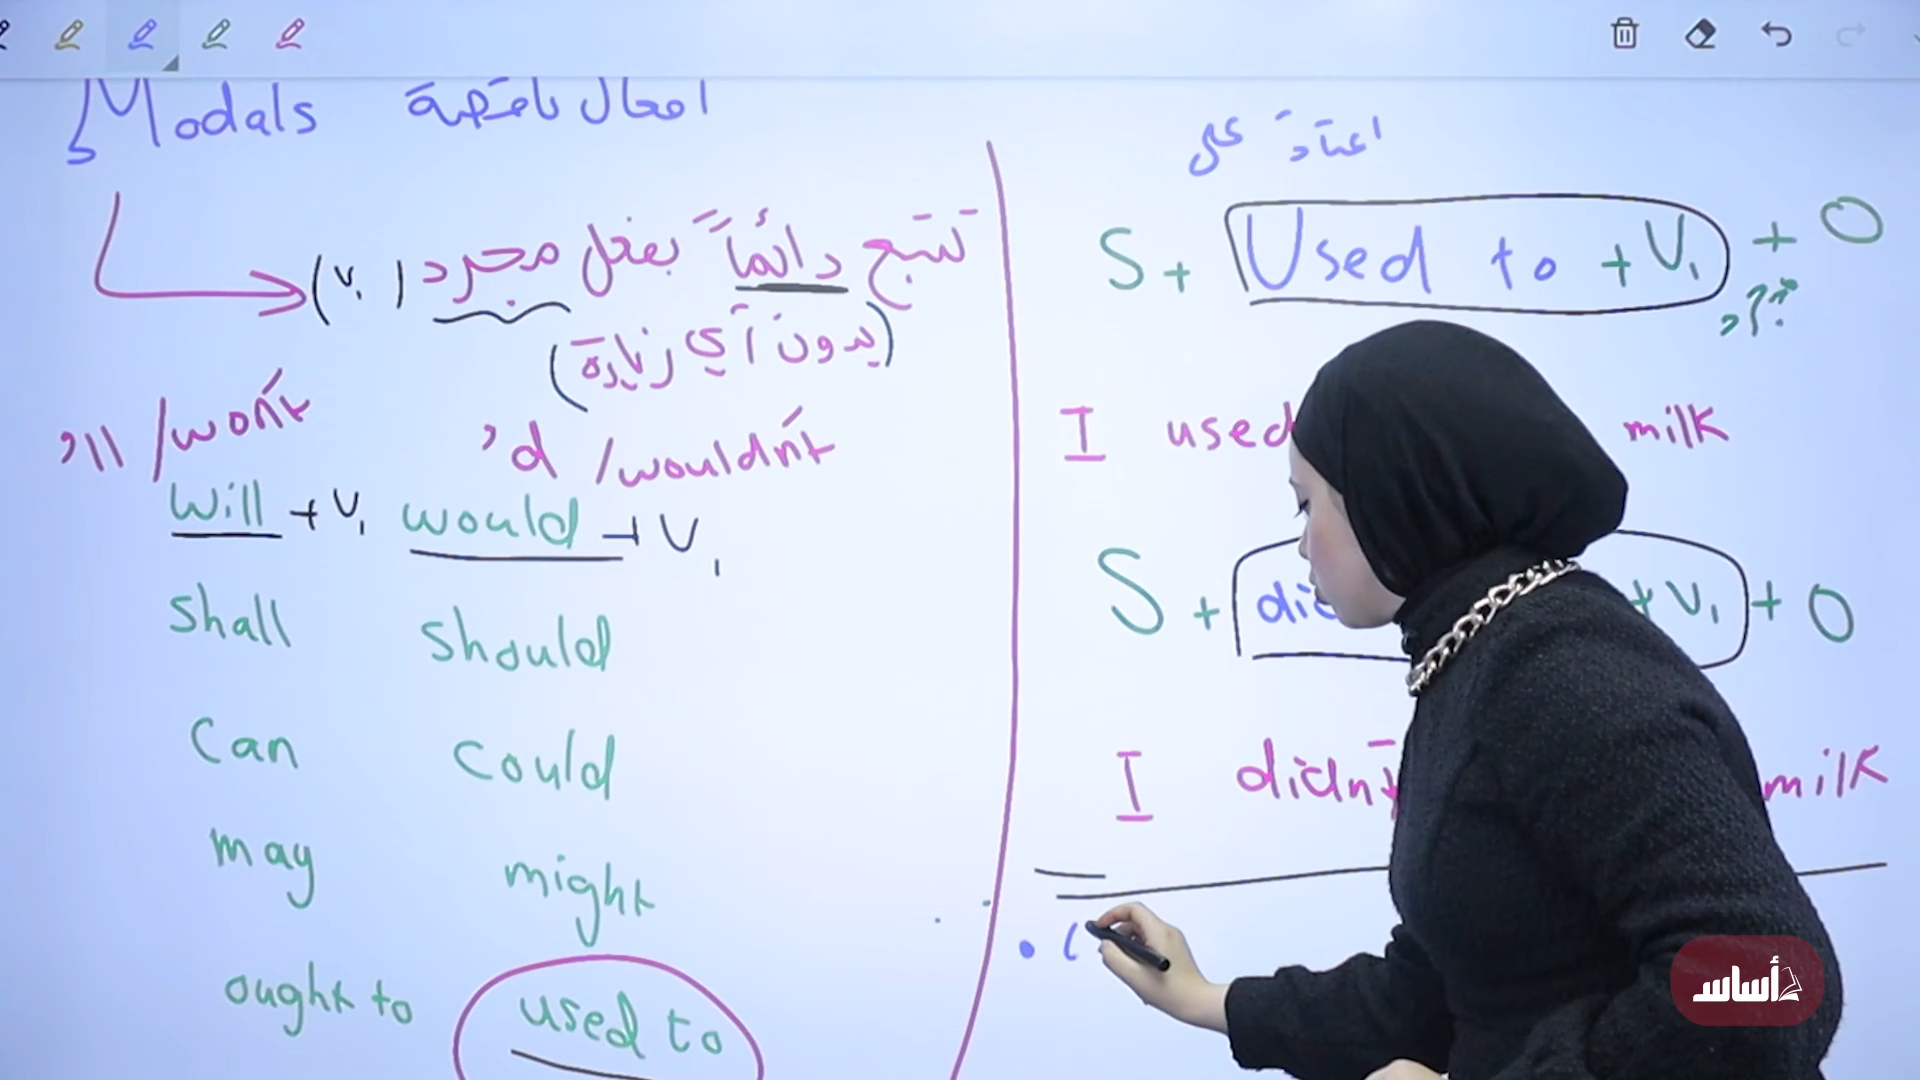 Modals افعال ناقصة
تتبع دائماً بفعل مجرد (V1)
(بدون أي زيادة)
'll /won't 'd /wouldn't
will + V1 would + V1
shall should
can could
may might
ought to used to
اعتاد على
S + Used to + V1 + O
I used milk
S + + V1 + O
I didn't milk
أساس